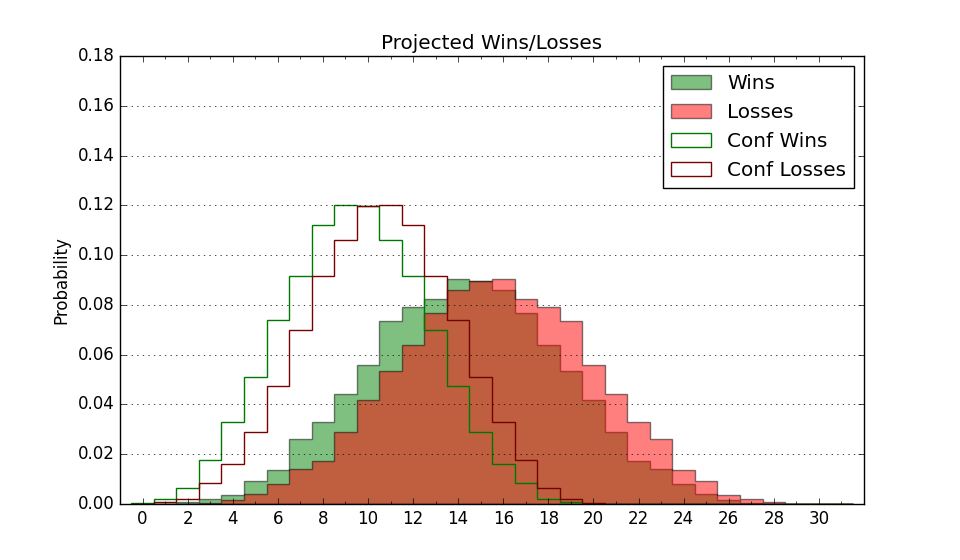 Projected Wins/Losses
0.18
0.16
0.14
0.12
0.10
0.08
0.06
0.04
0.02
0.00
Probability
Wins
Losses
Conf Wins
Conf Losses
0 2 4 6 8 10 12 14 16 18 20 22 24 26 28 30